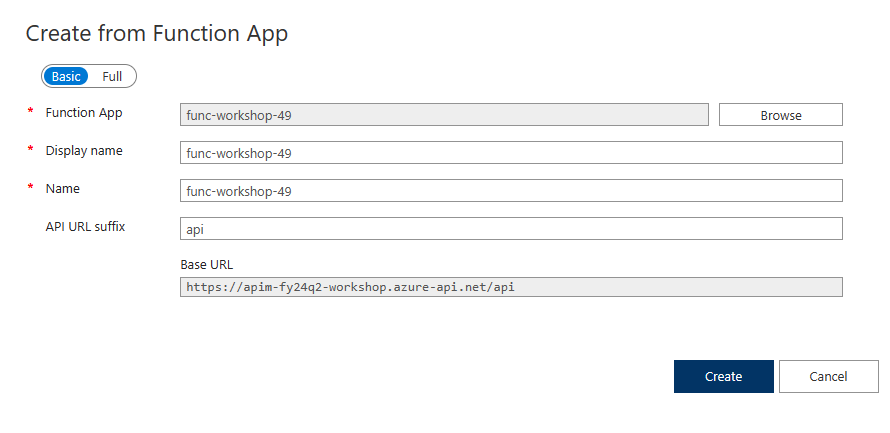 Create from Function App
Basic Full
* Function App func-workshop-49 Browse
* Display name func-workshop-49
* Name func-workshop-49
API URL suffix api
Base URL
https://apim-fy24q2-workshop.azure-api.net/api
Create Cancel